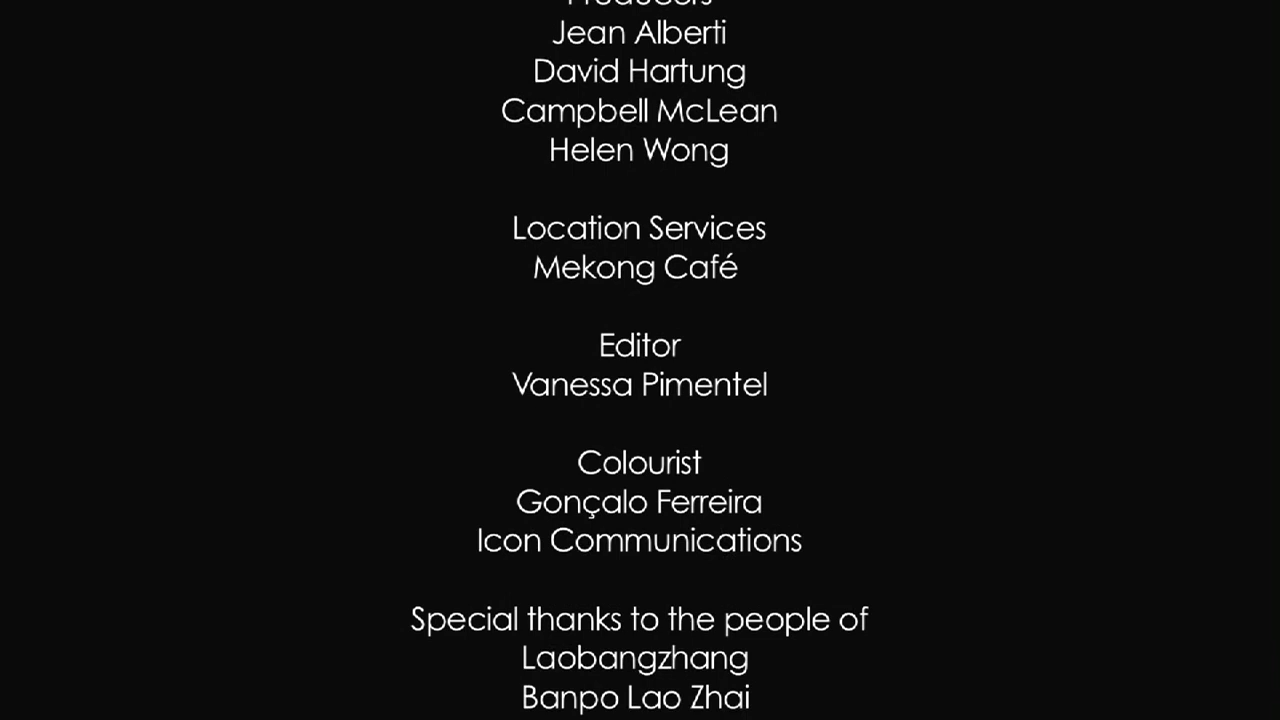 Producers
Jean Alberti
David Hartung
Campbell McLean
Helen Wong
Location Services
Mekong Café
Editor
Vanessa Pimentel
Colourist
Gonçalo Ferreira
Icon Communications
Special thanks to the people of
Laobangzhang
Banpo Lao Zhai